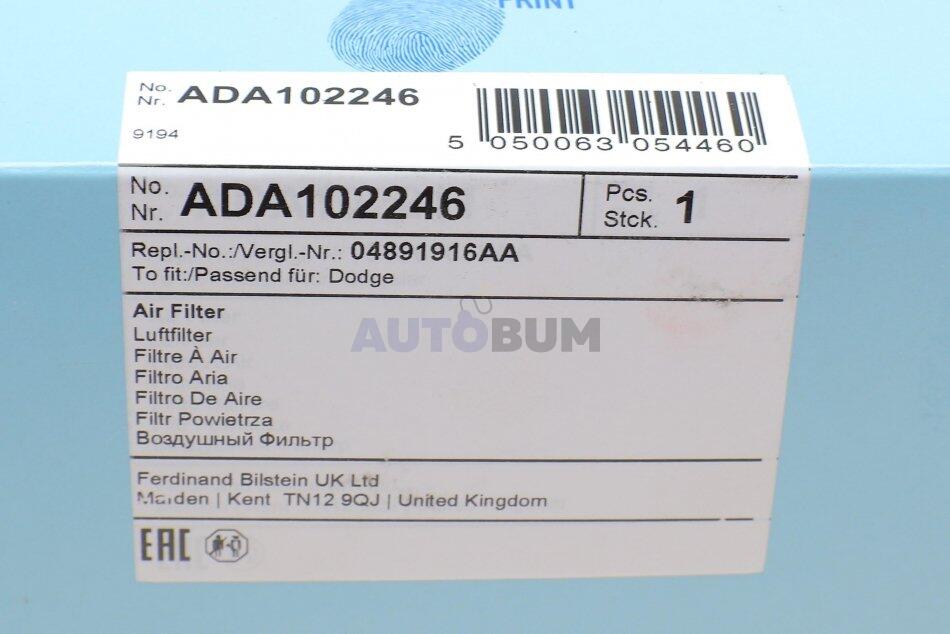 PRINT
No. Nr. ADA102246
9194
5 050063 054460
No. Nr. ADA102246
Pcs. Stck. 1
Repl.-No.:/Vergl.-Nr.: 04891916AA
To fit:/Passend für: Dodge
Air Filter
Luftfilter
Filtre À Air
Filtro Aria
Filtro De Aire
Filtr Powietrza
Воздушный Фильтр
AUTOBUM
Ferdinand Bilstein UK Ltd
Marden | Kent TN12 9QJ | United Kingdom
EAC